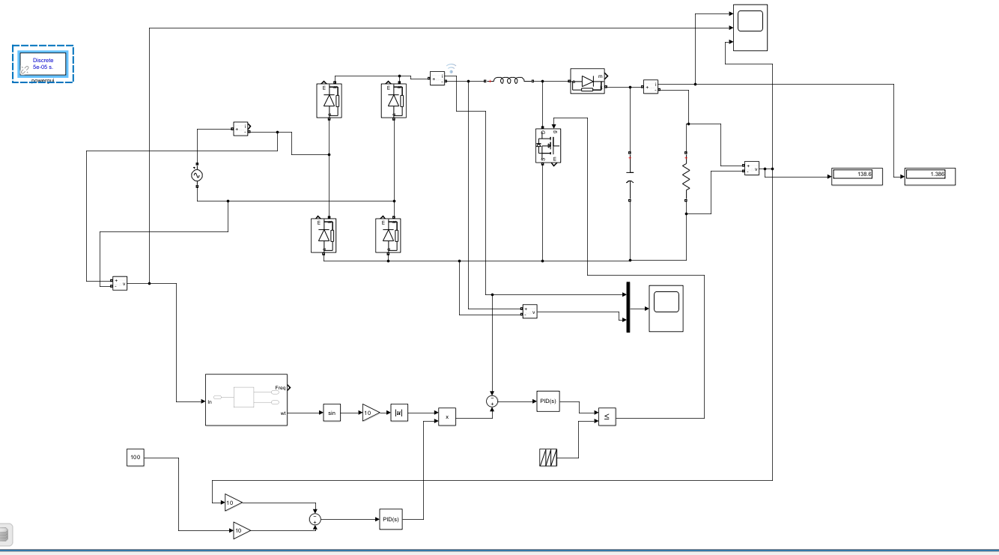 Discrete
5e-05 s.
powergui
E
E
m
i
+
-
i
+
-
i
+
-
g
E
+
-
v
138.6
1.386
E
E
+
-
v
+
-
v
Freq
In
wt
sin
10
|u|
x
PID(s)
≤
100
10
PID(s)
10